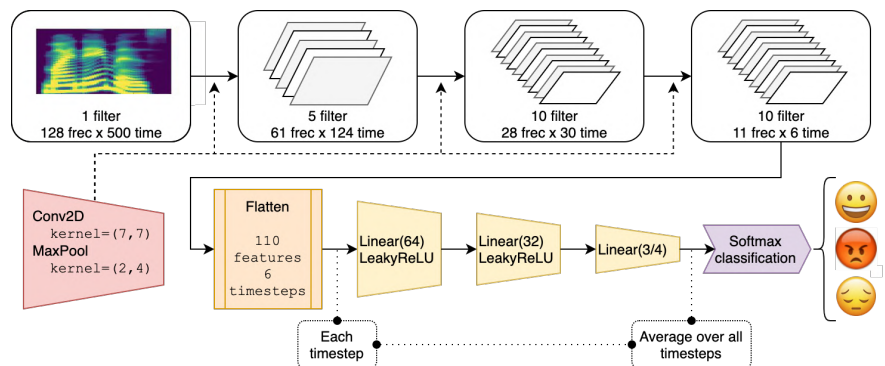 1 filter
128 frec x 500 time
5 filter
61 frec x 124 time
10 filter
28 frec x 30 time
10 filter
11 frec x 6 time
Conv2D
kernel=(7,7)
MaxPool
kernel=(2,4)
Flatten
110
features
6
timesteps
Linear(64)
LeakyReLU
Linear(32)
LeakyReLU
Linear(3/4)
Softmax
classification
Each
timestep
Average over all
timesteps